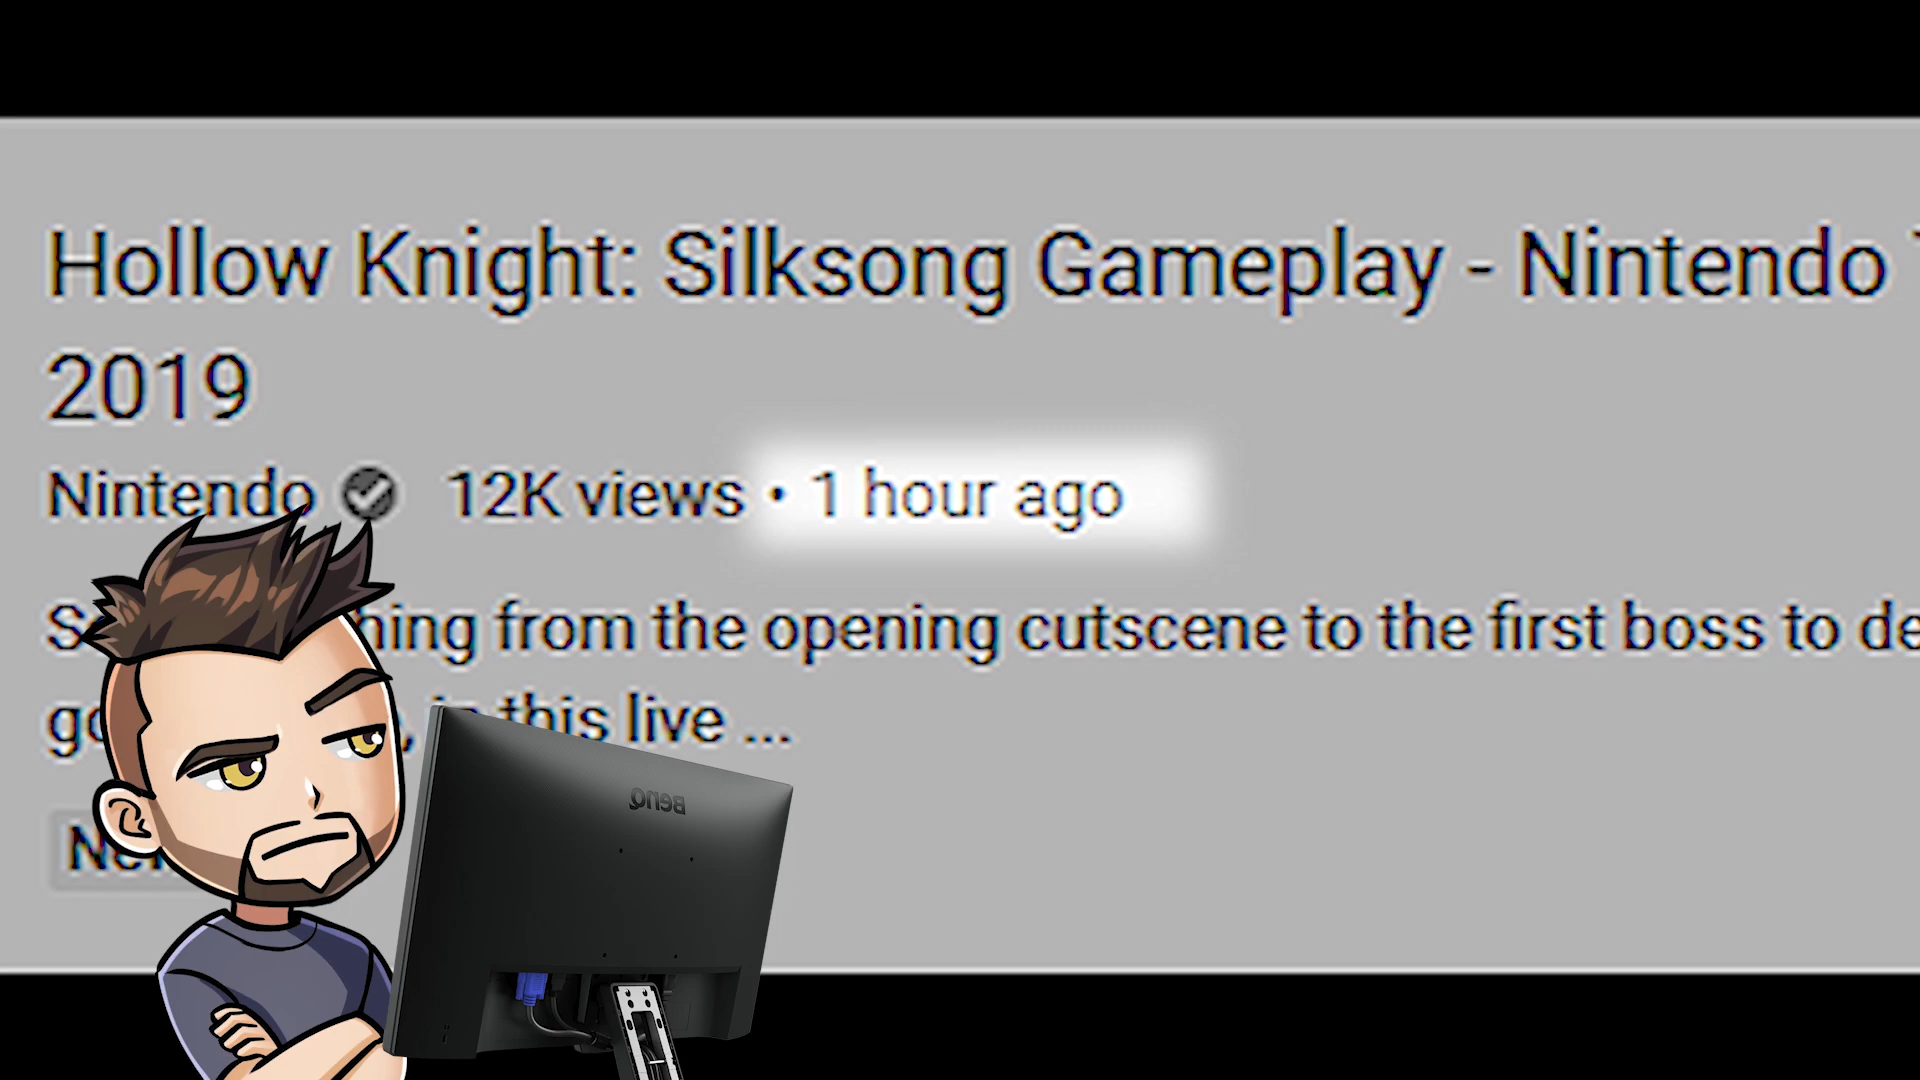 Hollow Knight: Silksong Gameplay - Nintendo
2019
Nintendo 12K views • 1 hour ago
from the opening cutscene to the first boss to
this live ...
BenQ